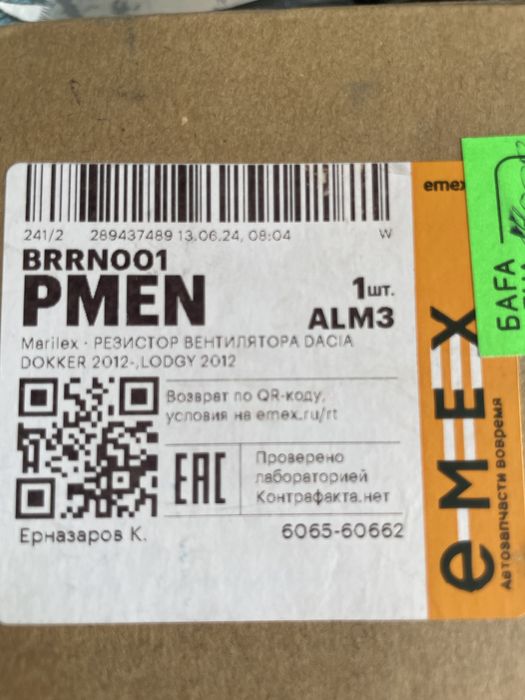 241/2 289437489 13.06.24, 08:04 W
BRRN001
PMEN
1шт.
ALM3
Marilex - РЕЗИСТОР ВЕНТИЛЯТОРА DACIA
DOKKER 2012-,LODGY 2012
Возврат по QR-коду,
условия на emex.ru/rt
EAC
Проверено
лабораторией
Контрафакта.нет
Ерназаров К.
6065-60662
emex
e-M-E-X
Автозапчасти вовремя
БАҒА